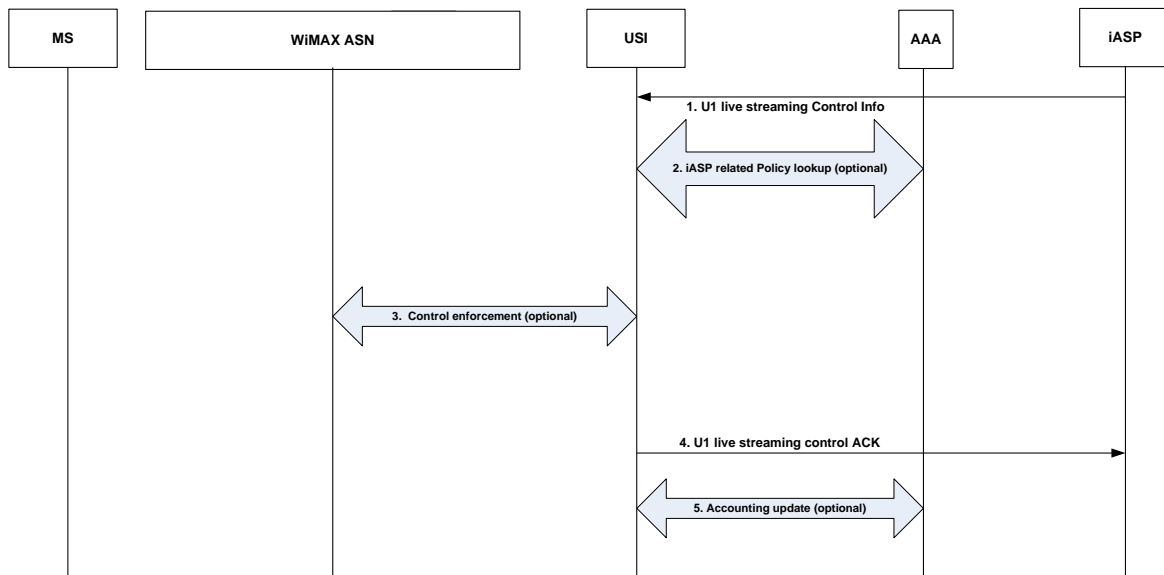 MS
WiMAX ASN
USI
AAA
iASP
1. U1 live streaming Control Info
2. iASP related Policy lookup (optional)
3. Control enforcement (optional)
4. U1 live streaming control ACK
5. Accounting update (optional)